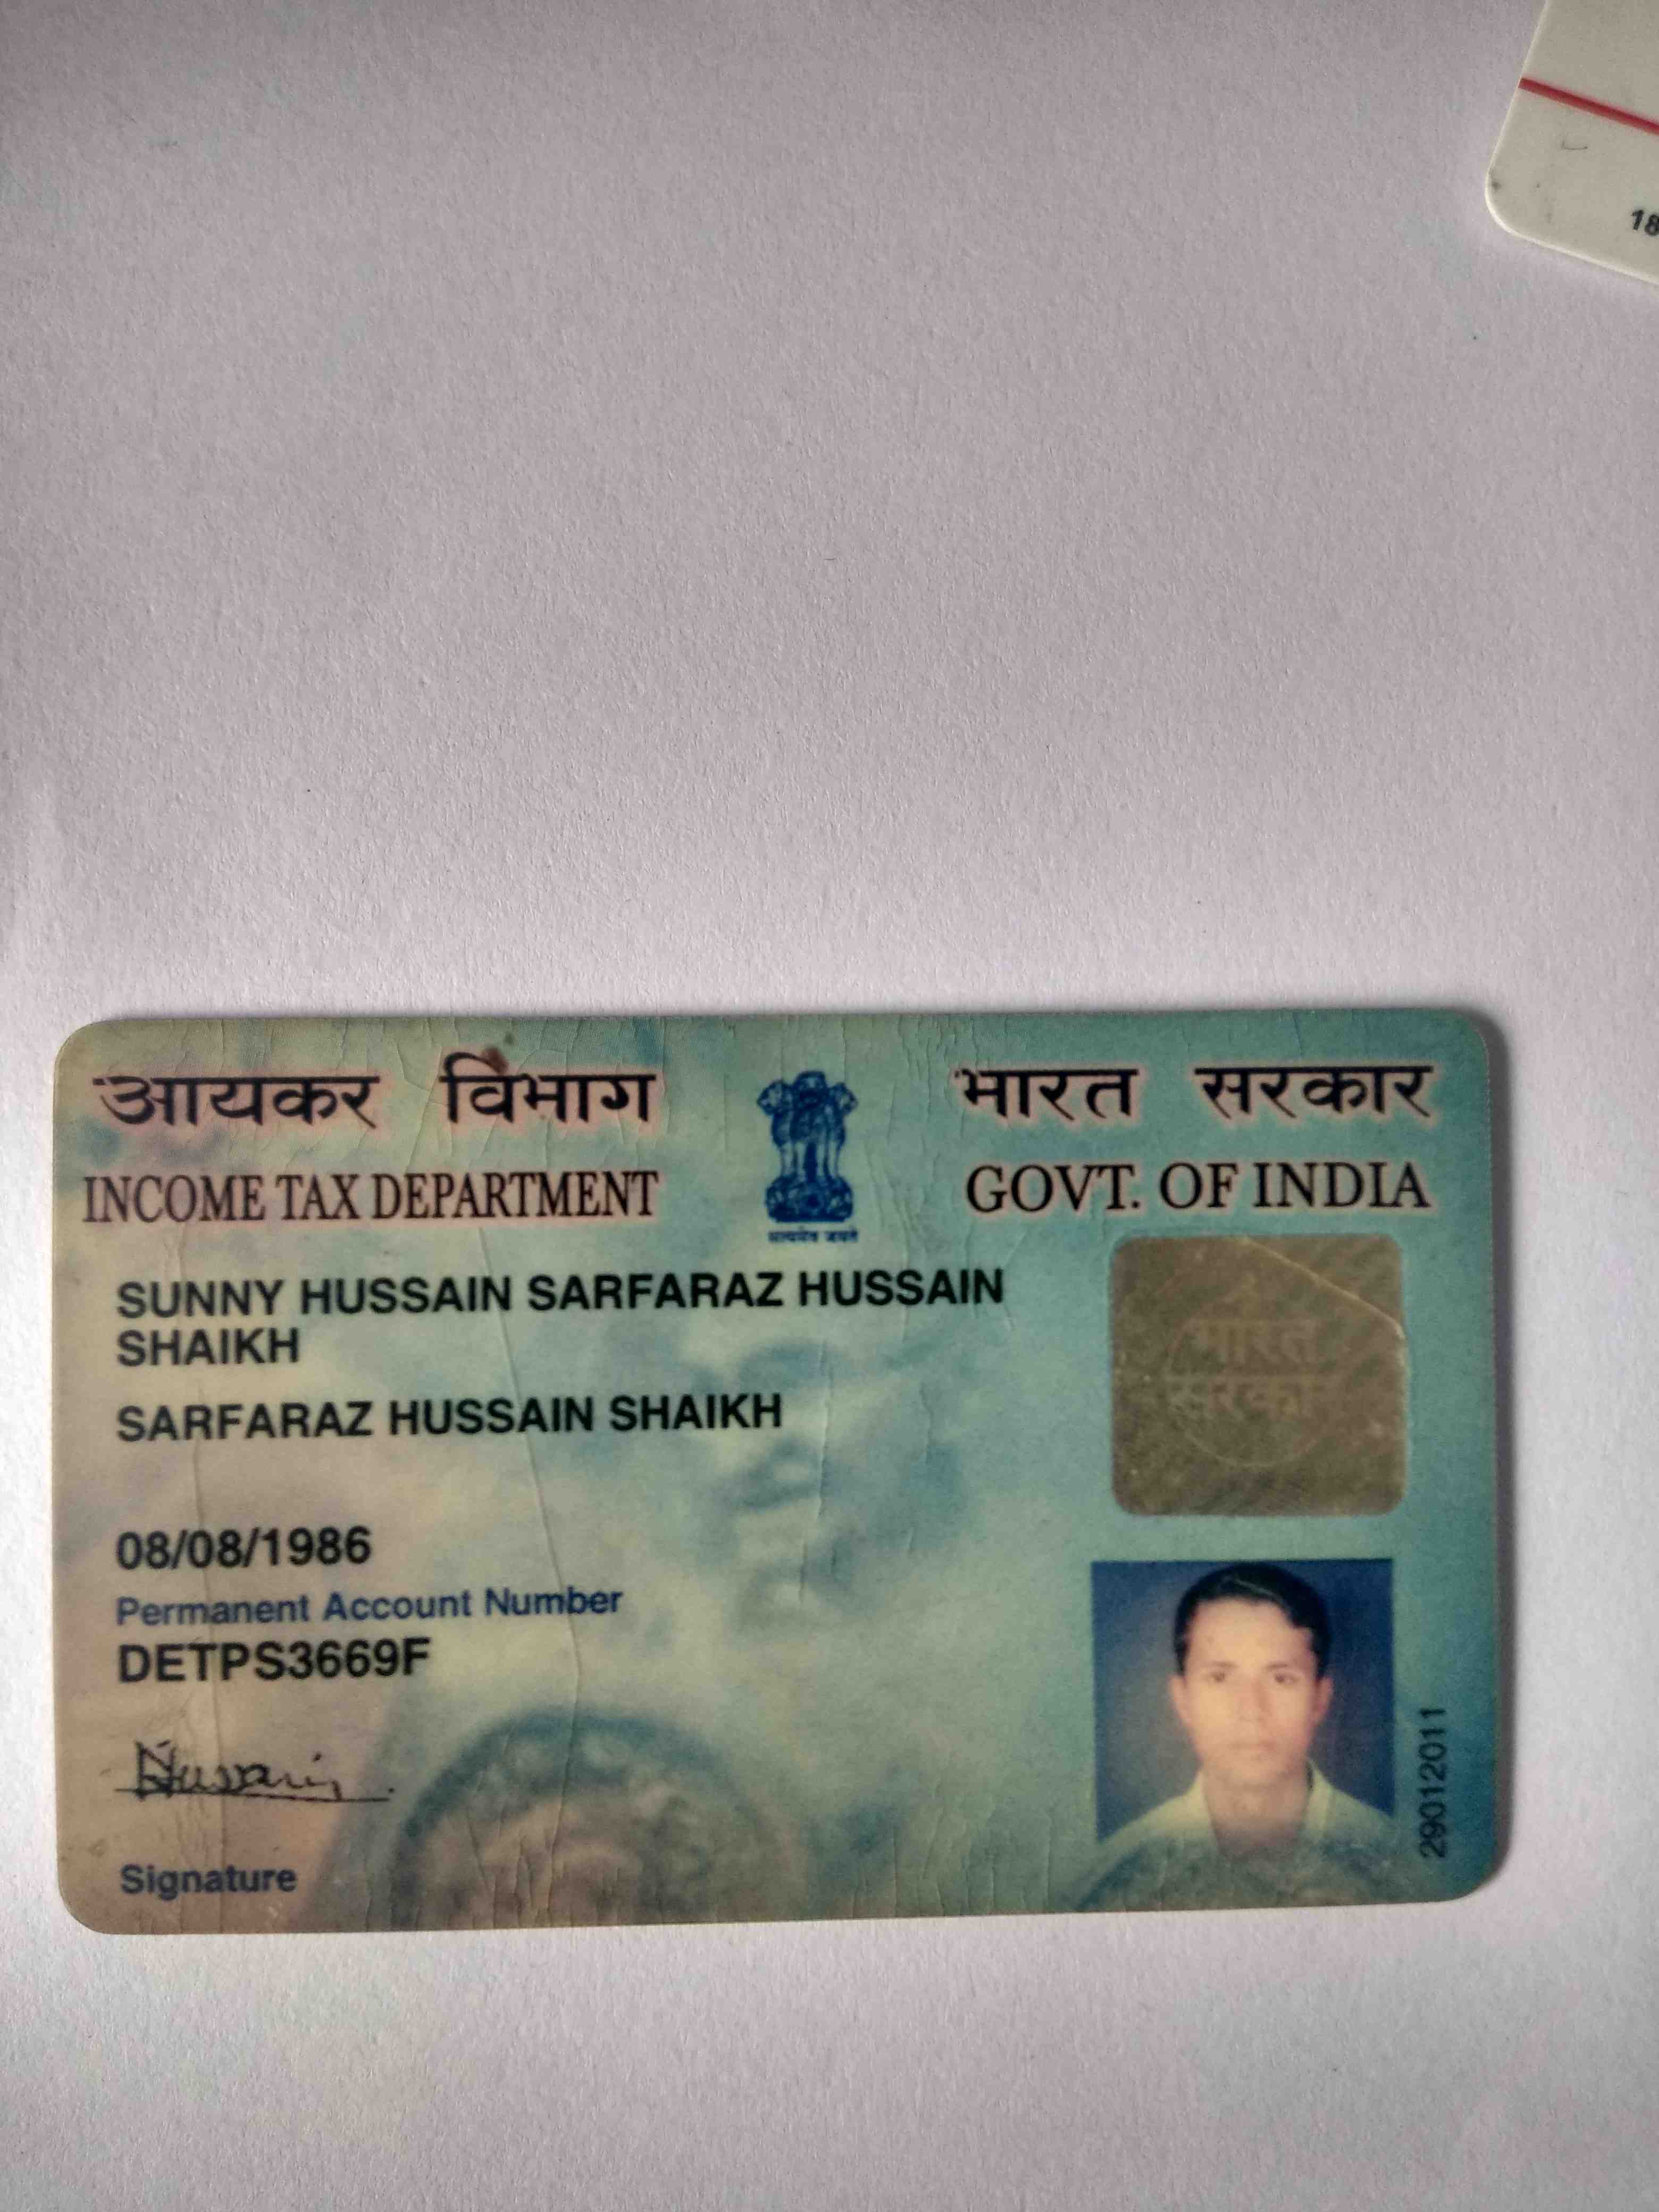 18
आयकर विभाग
भारत सरकार
INCOME TAX DEPARTMENT
GOVT. OF INDIA
सत्यमेव जयते
SUNNY HUSSAIN SARFARAZ HUSSAIN
SHAIKH
भारत
सरकार
SARFARAZ HUSSAIN SHAIKH
08/08/1986
Permanent Account Number
DETPS3669F
29012011
Hussain
Signature